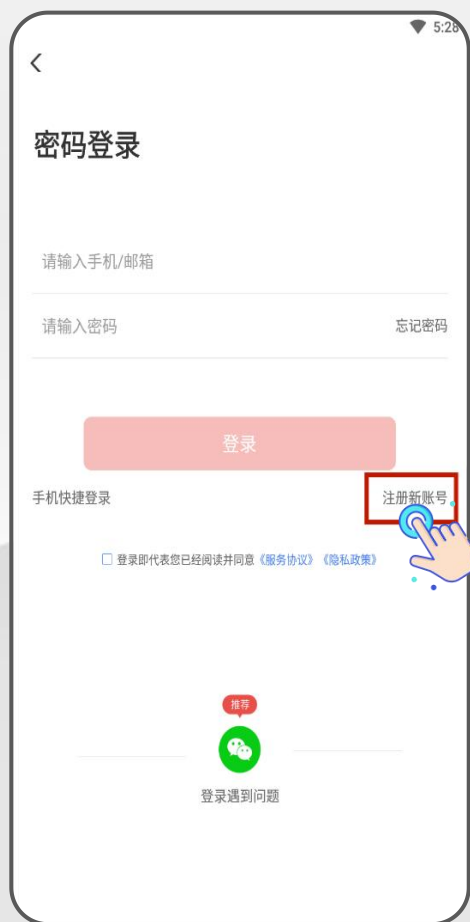 5:28
密码登录
请输入手机/邮箱
请输入密码 忘记密码
登录
手机快捷登录 注册新账号
登录即代表您已经阅读并同意《服务协议》《隐私政策》
推荐
登录遇到问题